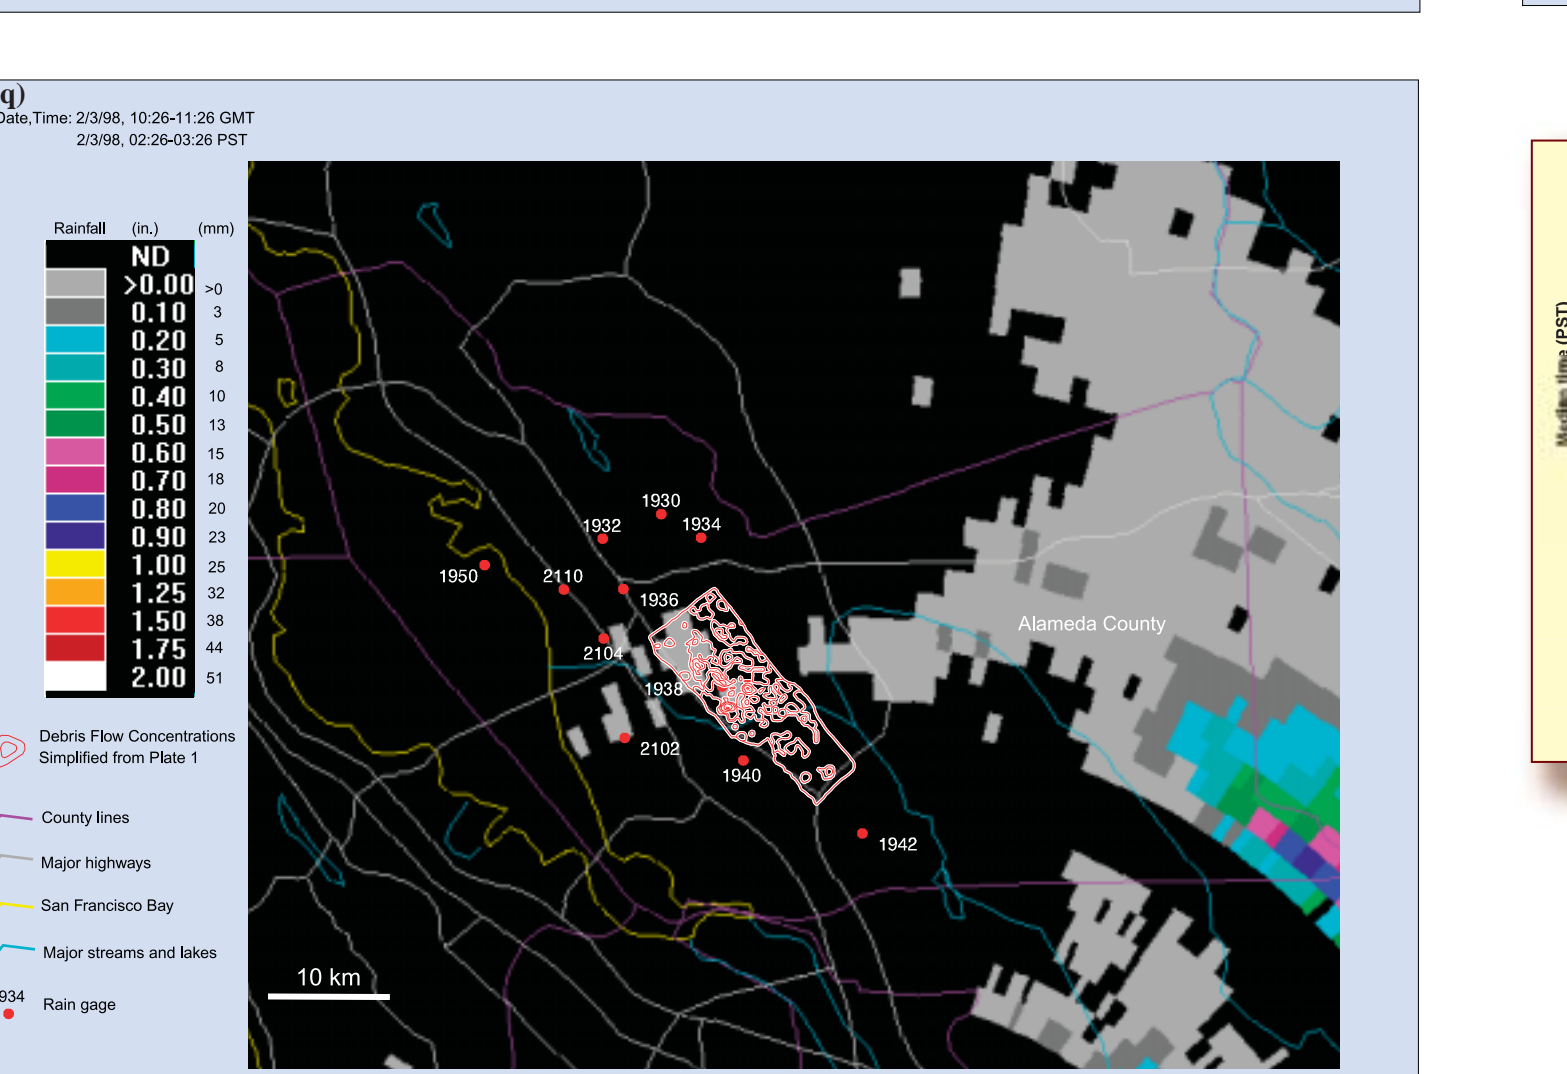 q)
Date,Time: 2/3/98, 10:26-11:26 GMT
2/3/98, 02:26-03:26 PST
Rainfall (in.) (mm)
ND
>0.00 >0
0.10 3
0.20 5
0.30 8
0.40 10
0.50 13
0.60 15
0.70 18
0.80 20
0.90 23
1.00 25
1.25 32
1.50 38
1.75 44
2.00 51
Debris Flow Concentrations
Simplified from Plate 1
County lines
Major highways
San Francisco Bay
Major streams and lakes
934
Rain gage
1930
1932
1934
1950
2110
1936
2104
1938
2102
1940
1942
Alameda County
10 km
Median time (PST)